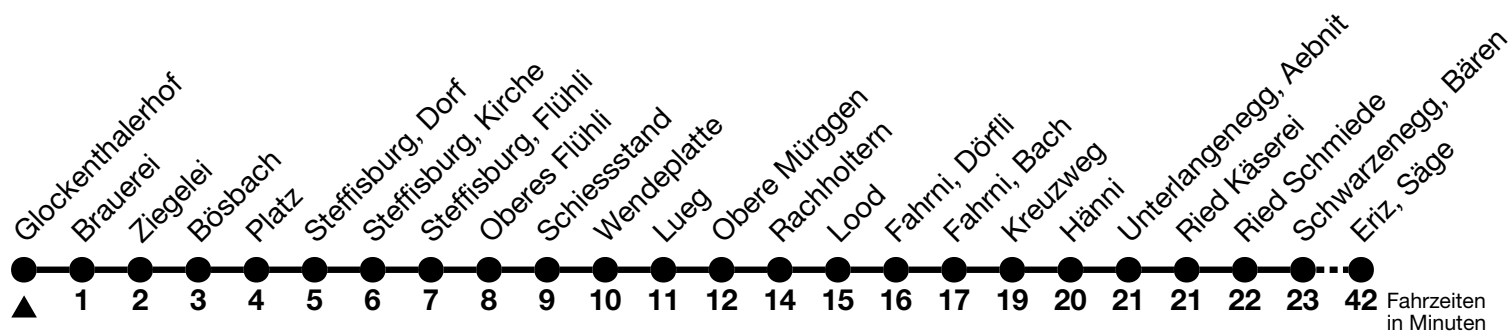 Glockenthalerhof
Brauerei
Ziegelei
Bösbach
Platz
Steffisburg, Dorf
Steffisburg, Kirche
Steffisburg, Flühli
Oberes Flühli
Schiessstand
Wendeplatte
Lueg
Obere Mürggen
Rachholtern
Lood
Fahrni, Dörfli
Fahrni, Bach
Kreuzweg
Hänni
Unterlangenegg, Aebnit
Ried Käserei
Ried Schmiede
Schwarzenegg, Bären
Eriz, Säge
1 2 3 4 5 6 7 8 9 10 11 12 14 15 16 17 19 20 21 21 22 23 42 Fahrzeiten
in Minuten